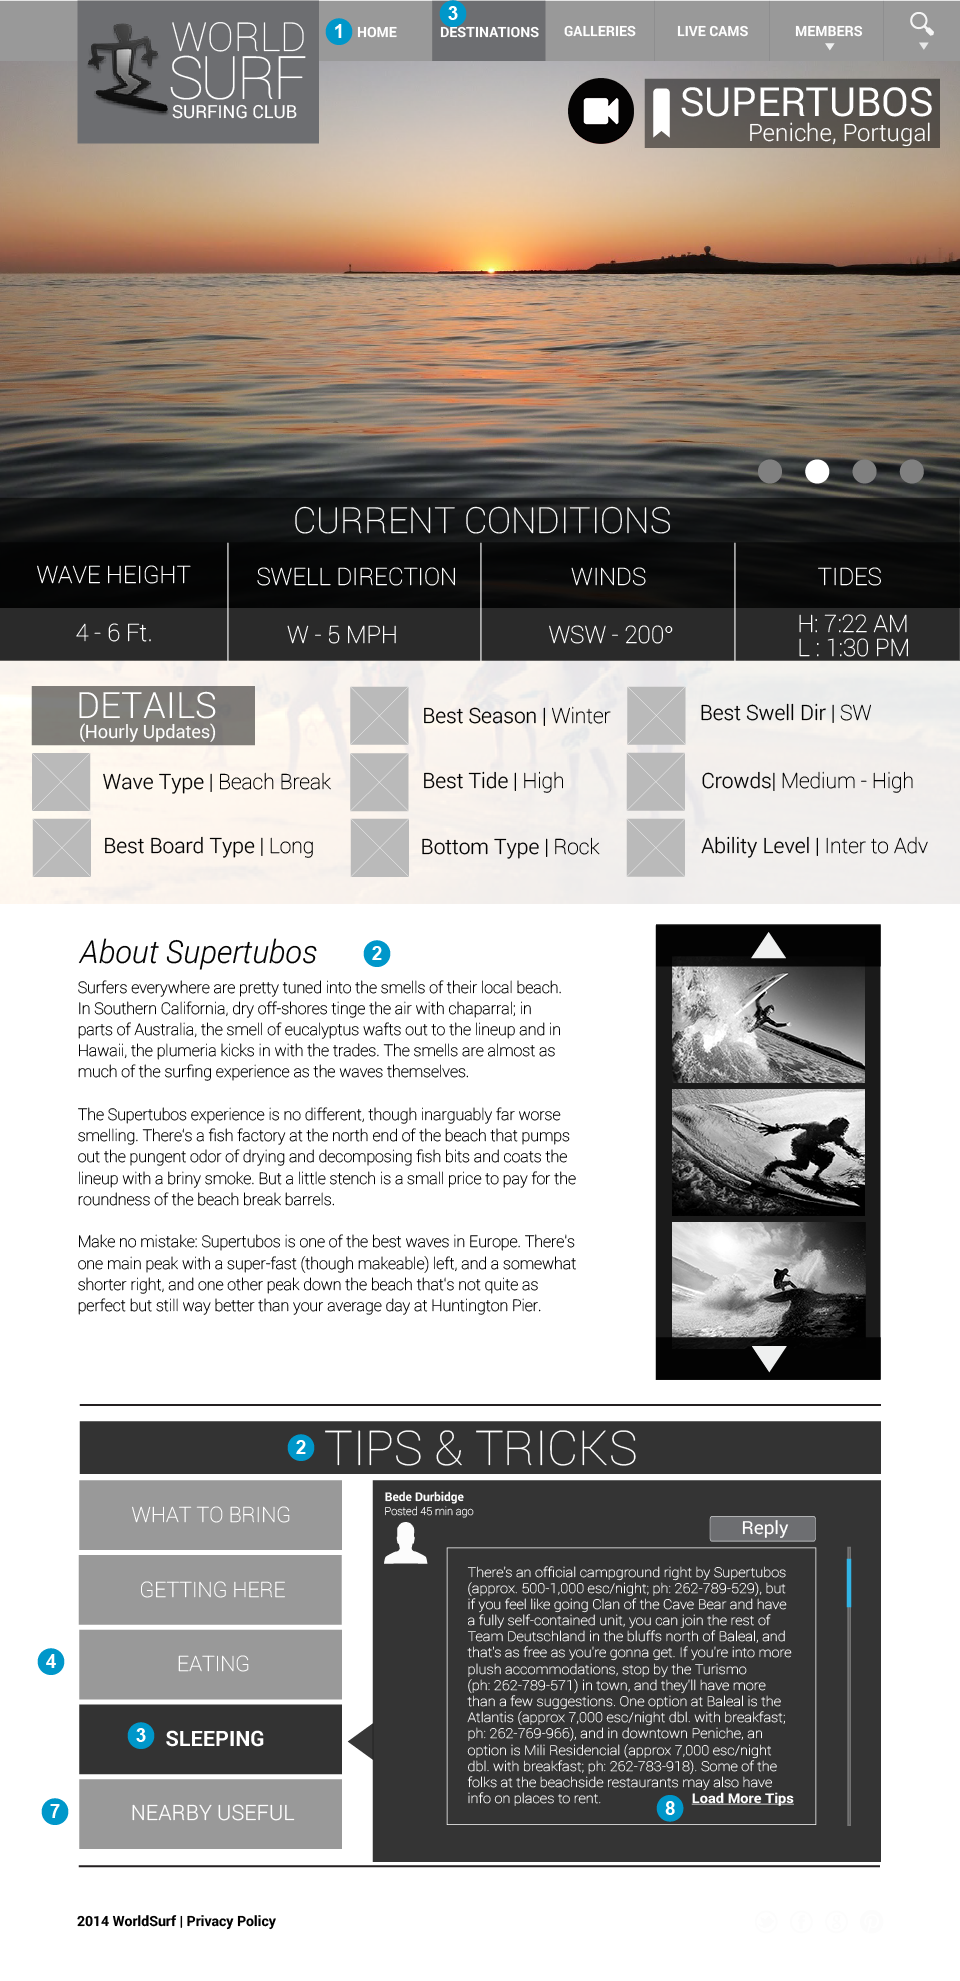 WORLD
SURF
SURFING CLUB
1 HOME
3
DESTINATIONS
GALLERIES
LIVE CAMS
MEMBERS
SUPERTUBOS
Peniche, Portugal
CURRENT CONDITIONS
WAVE HEIGHT
SWELL DIRECTION
WINDS
TIDES
4 - 6 Ft.
W - 5 MPH
WSW - 200°
H: 7:22 AM
L : 1:30 PM
DETAILS
(Hourly Updates)
Best Season | Winter
Best Swell Dir | SW
Wave Type | Beach Break
Best Tide | High
Crowds| Medium - High
Best Board Type | Long
Bottom Type | Rock
Ability Level | Inter to Adv
About Supertubos 2
Surfers everywhere are pretty tuned into the smells of their local beach.
In Southern California, dry off-shores tinge the air with chaparral; in
parts of Australia, the smell of eucalyptus wafts out to the lineup and in
Hawaii, the plumeria kicks in with the trades. The smells are almost as
much of the surfing experience as the waves themselves.
The Supertubos experience is no different, though inarguably far worse
smelling. There's a fish factory at the north end of the beach that pumps
out the pungent odor of drying and decomposing fish bits and coats the
lineup with a briny smoke. But a little stench is a small price to pay for the
roundness of the beach break barrels.
Make no mistake: Supertubos is one of the best waves in Europe. There's
one main peak with a super-fast (though makeable) left, and a somewhat
shorter right, and one other peak down the beach that's not quite as
perfect but still way better than your average day at Huntington Pier.
2 TIPS & TRICKS
WHAT TO BRING
GETTING HERE
4 EATING
3 SLEEPING
7 NEARBY USEFUL
Bede Durbidge
Posted 45 min ago
Reply
There's an official campground right by Supertubos
(approx. 500-1,000 esc/night; ph: 262-789-529), but
if you feel like going Clan of the Cave Bear and have
a fully self-contained unit, you can join the rest of
Team Deutschland in the bluffs north of Baleal, and
that's as free as you're gonna get. If you're into more
plush accommodations, stop by the Turismo
(ph: 262-789-571) in town, and they'll have more
than a few suggestions. One option at Baleal is the
Atlantis (approx 7,000 esc/night dbl. with breakfast;
ph: 262-769-966), and in downtown Peniche, an
option is Mili Residencial (approx 7,000 esc/night
dbl. with breakfast; ph: 262-783-918). Some of the
folks at the beachside restaurants may also have
info on places to rent.
8 Load More Tips
2014 WorldSurf | Privacy Policy